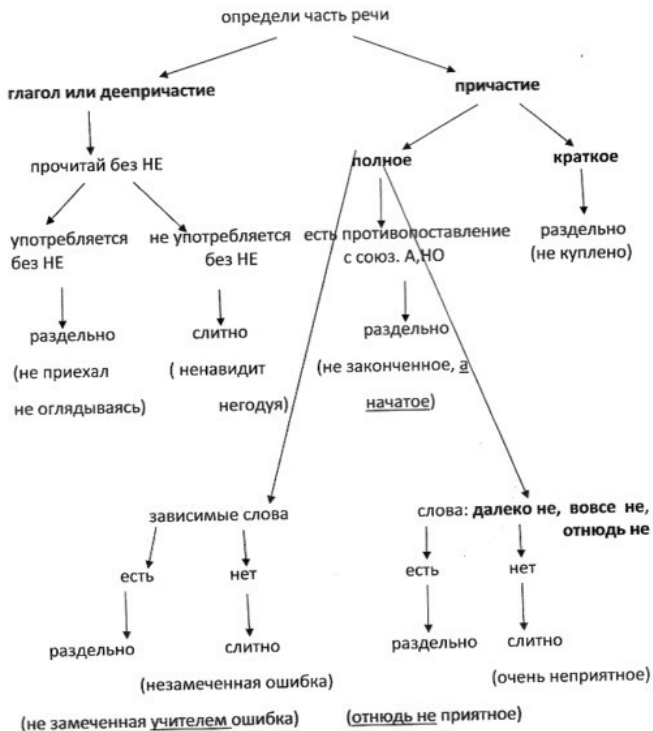 определи часть речи
глагол или деепричастие
причастие
прочитай без НЕ
полное
краткое
употребляется
без НЕ
не употребляется
без НЕ
есть противопоставление
с союз. А,НО
раздельно
(не куплено)
раздельно
(не приехал
не оглядываясь)
слитно
( ненавидит
негодуя)
раздельно
(не законченное, а
начатое)
зависимые слова
слова: далеко не, вовсе не,
отнюдь не
есть
нет
есть
нет
раздельно
слитно
раздельно
слитно
(незамеченная ошибка)
(очень неприятное)
(не замеченная учителем ошибка)
(отнюдь не приятное)